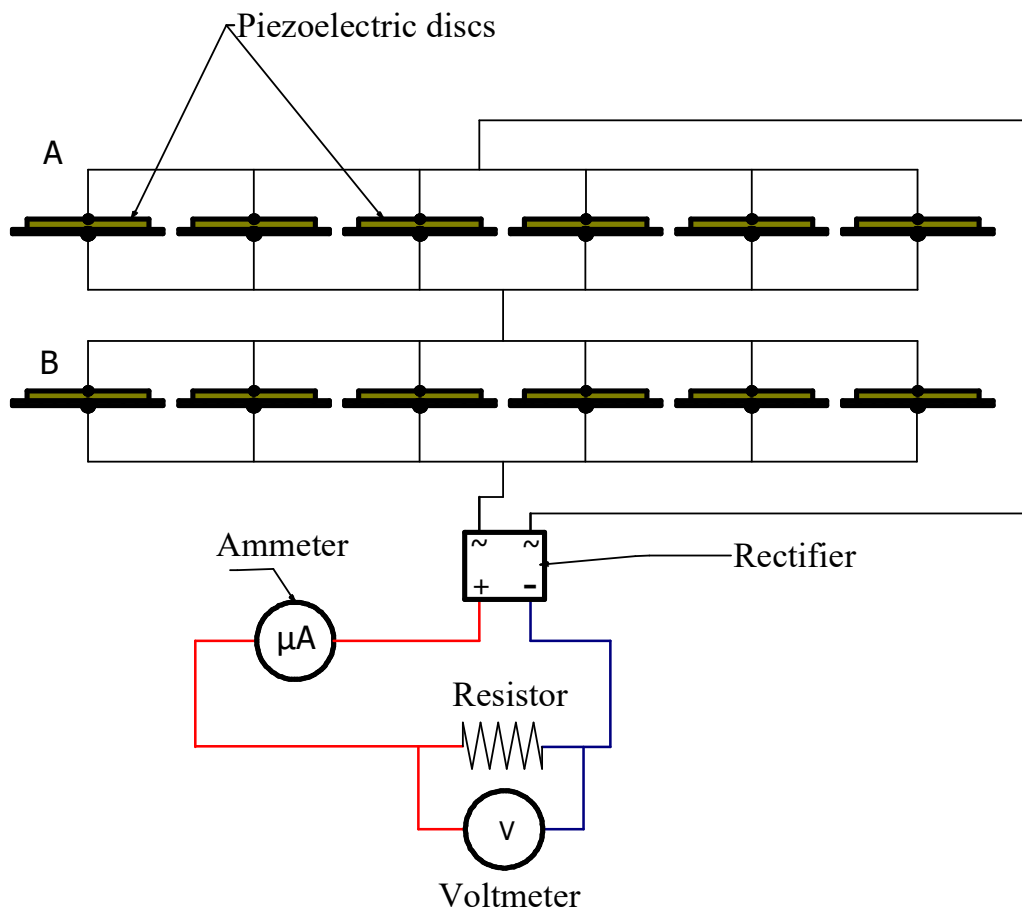 Piezoelectric discs
A
B
~ ~
+ -
Rectifier
Ammeter
μA
Resistor
V
Voltmeter